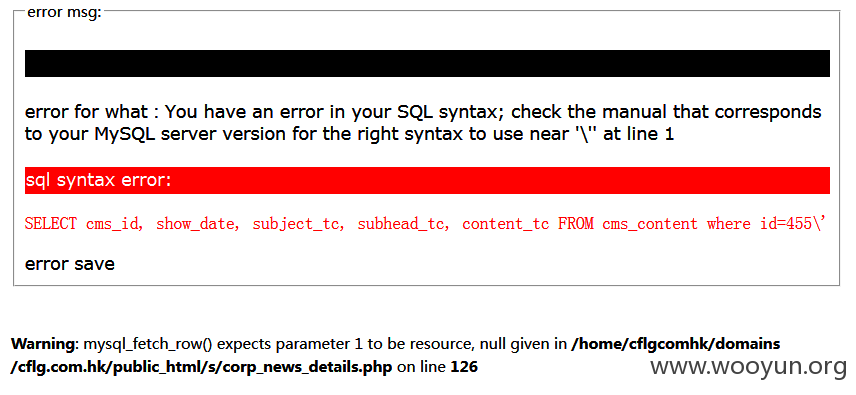 error msg:
error for what : You have an error in your SQL syntax; check the manual that corresponds
to your MySQL server version for the right syntax to use near '\'' at line 1
sql syntax error:
SELECT cms_id, show_date, subject_tc, subhead_tc, content_tc FROM cms_content where id=455\'
error save
Warning: mysql_fetch_row() expects parameter 1 to be resource, null given in /home/cflgcomhk/domains
/cflg.com.hk/public_html/s/corp_news_details.php on line 126
www.wooyun.org